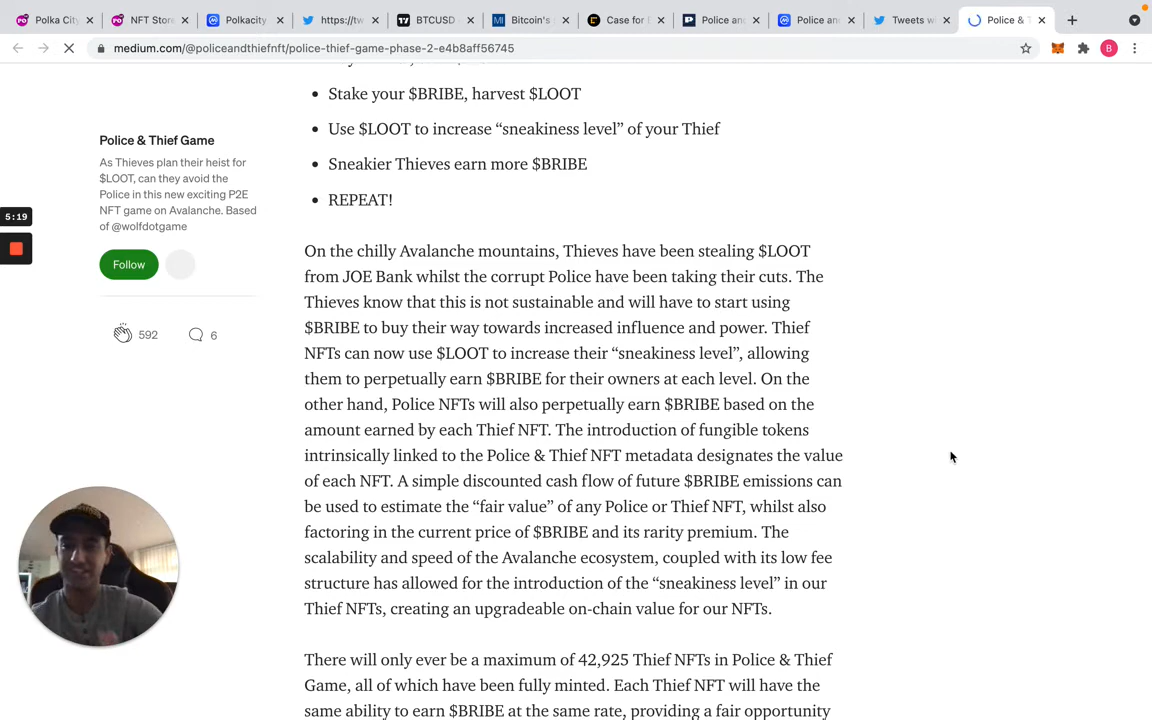 Polka City
NFT Store
Polkacity
https://tw
BTCUSD
Bitcoin's
Case for
Police and
Police and
Tweets wi
Police & T
medium.com/@policeandthiefnft/police-thief-game-phase-2-e4b8aff56745
B
Stake your $BRIBE, harvest $LOOT
Use $LOOT to increase “sneakiness level” of your Thief
Sneakier Thieves earn more $BRIBE
REPEAT!
Police & Thief Game
As Thieves plan their heist for
$LOOT, can they avoid the
Police in this new exciting P2E
NFT game on Avalanche. Based
of @wolfdotgame
Follow
592
6
5:19
On the chilly Avalanche mountains, Thieves have been stealing $LOOT
from JOE Bank whilst the corrupt Police have been taking their cuts. The
Thieves know that this is not sustainable and will have to start using
$BRIBE to buy their way towards increased influence and power. Thief
NFTs can now use $LOOT to increase their “sneakiness level”, allowing
them to perpetually earn $BRIBE for their owners at each level. On the
other hand, Police NFTs will also perpetually earn $BRIBE based on the
amount earned by each Thief NFT. The introduction of fungible tokens
intrinsically linked to the Police & Thief NFT metadata designates the value
of each NFT. A simple discounted cash flow of future $BRIBE emissions can
be used to estimate the “fair value” of any Police or Thief NFT, whilst also
factoring in the current price of $BRIBE and its rarity premium. The
scalability and speed of the Avalanche ecosystem, coupled with its low fee
structure has allowed for the introduction of the “sneakiness level” in our
Thief NFTs, creating an upgradeable on-chain value for our NFTs.
There will only ever be a maximum of 42,925 Thief NFTs in Police & Thief
Game, all of which have been fully minted. Each Thief NFT will have the
same ability to earn $BRIBE at the same rate, providing a fair opportunity